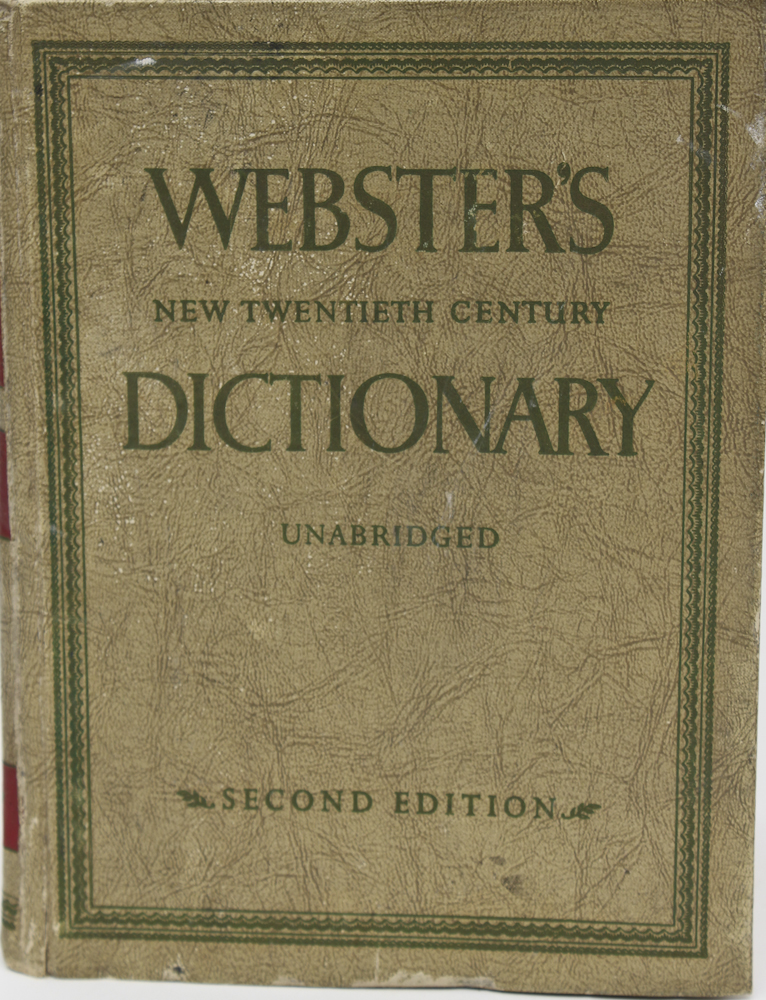 WEBSTER'S
NEW TWENTIETH CENTURY
DICTIONARY
UNABRIDGED
SECOND EDITION